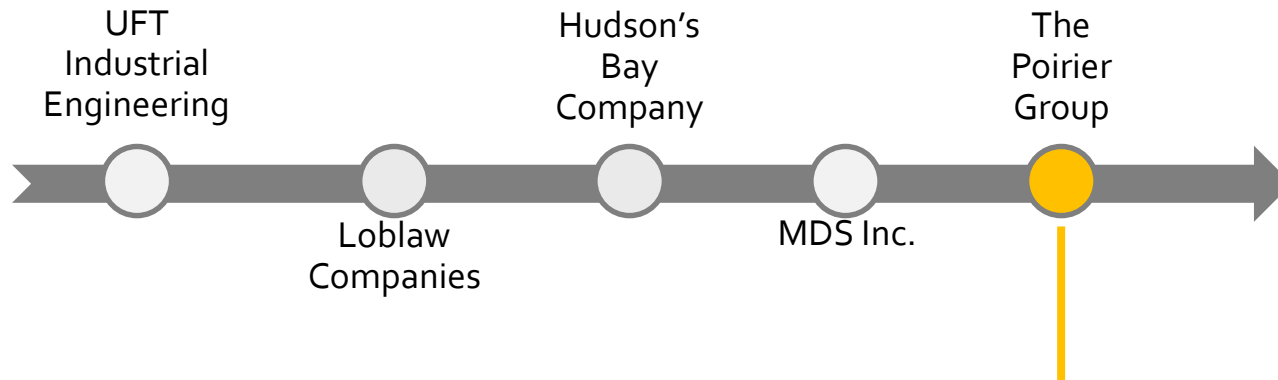 UFT
Industrial
Engineering
Loblaw
Companies
Hudson’s
Bay
Company
MDS Inc.
The
Poirier
Group